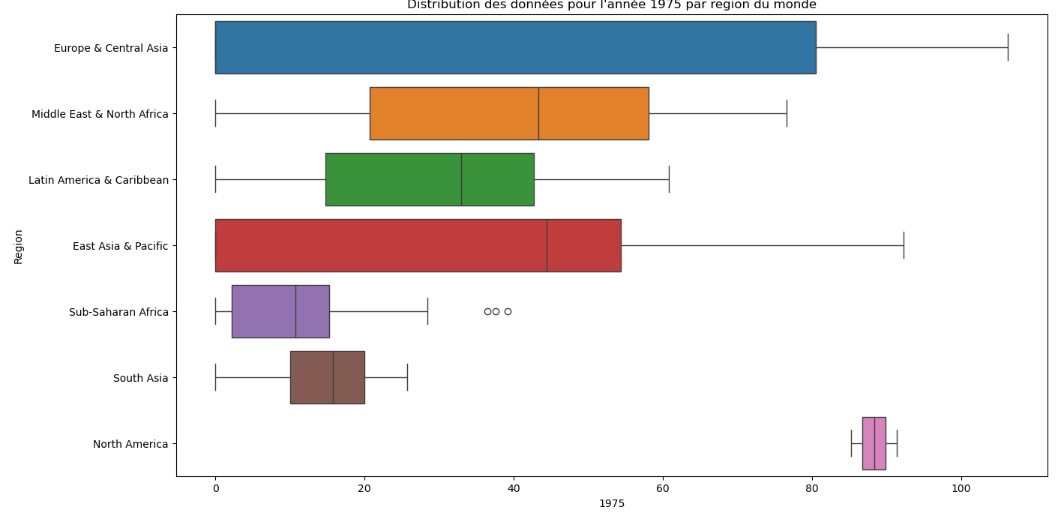 Distribution des données pour l'année 1975 par region du monde
Europe & Central Asia
Middle East & North Africa
Latin America & Caribbean
East Asia & Pacific
Sub-Saharan Africa
South Asia
North America
Region
0 20 40 60 80 100
1975